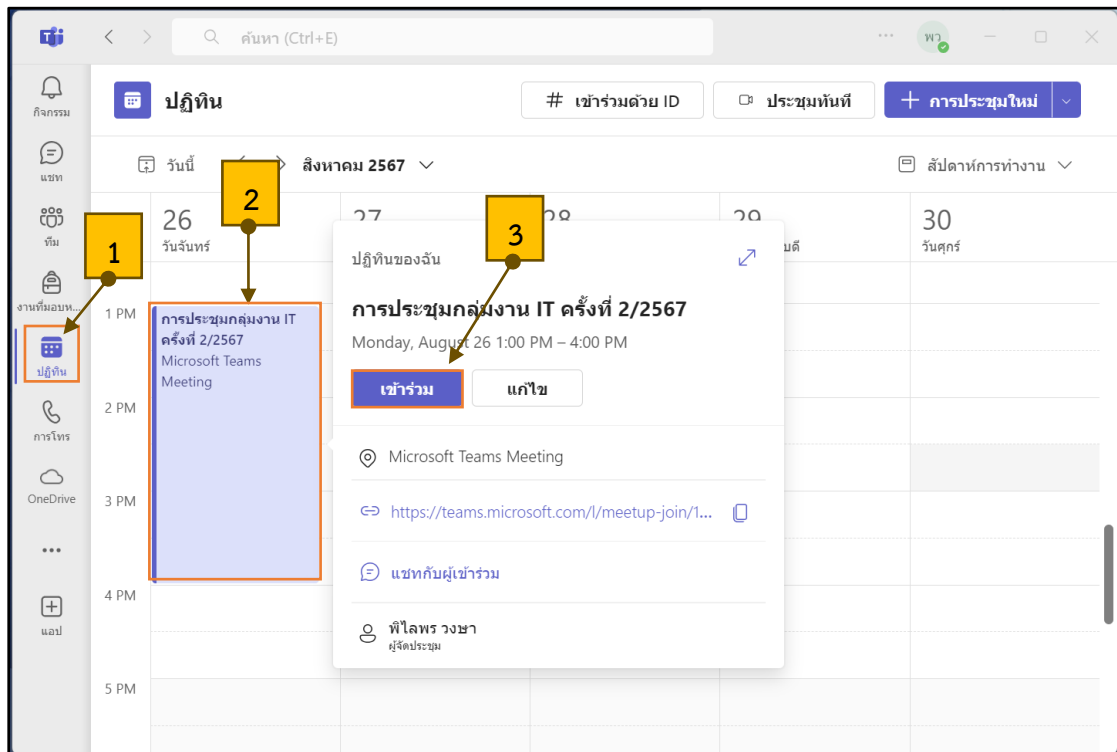 ค้นหา (Ctrl+E)
พว
กิจกรรม
แชท
ทีม
งานที่มอบห...
ปฏิทิน
การโทร
OneDrive
แอป
ปฏิทิน
# เข้าร่วมด้วย ID
ประชุมทันที
+ การประชุมใหม่
วันนี้
สิงหาคม 2567
สัปดาห์การทำงาน
1
2
3
26
วันจันทร์
27
28
29
บดี
30
วันศุกร์
1 PM
2 PM
3 PM
4 PM
5 PM
การประชุมกลุ่มงาน IT
ครั้งที่ 2/2567
Microsoft Teams
Meeting
ปฏิทินของฉัน
การประชุมกลุ่มงาน IT ครั้งที่ 2/2567
Monday, August 26 1:00 PM – 4:00 PM
เข้าร่วม
แก้ไข
Microsoft Teams Meeting
https://teams.microsoft.com/l/meetup-join/1...
แชทกับผู้เข้าร่วม
พิไลพร วงษา
ผู้จัดประชุม